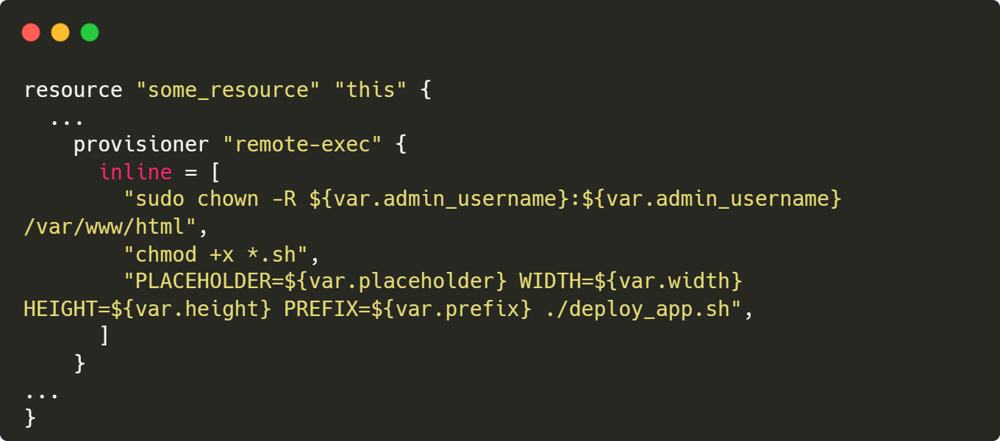 resource "some_resource" "this" {
  ...
    provisioner "remote-exec" {
      inline = [
        "sudo chown -R ${var.admin_username}:${var.admin_username}
/var/www/html",
        "chmod +x *.sh",
        "PLACEHOLDER=${var.placeholder} WIDTH=${var.width}
HEIGHT=${var.height} PREFIX=${var.prefix} ./deploy_app.sh",
      ]
    }
...
}